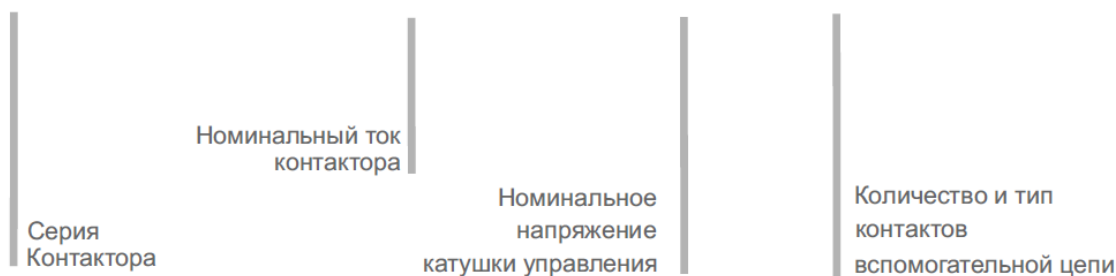 Номинальный ток
контактора
Серия
Контактора
Номинальное
напряжение
катушки управления
Количество и тип
контактов
вспомогательной цепи